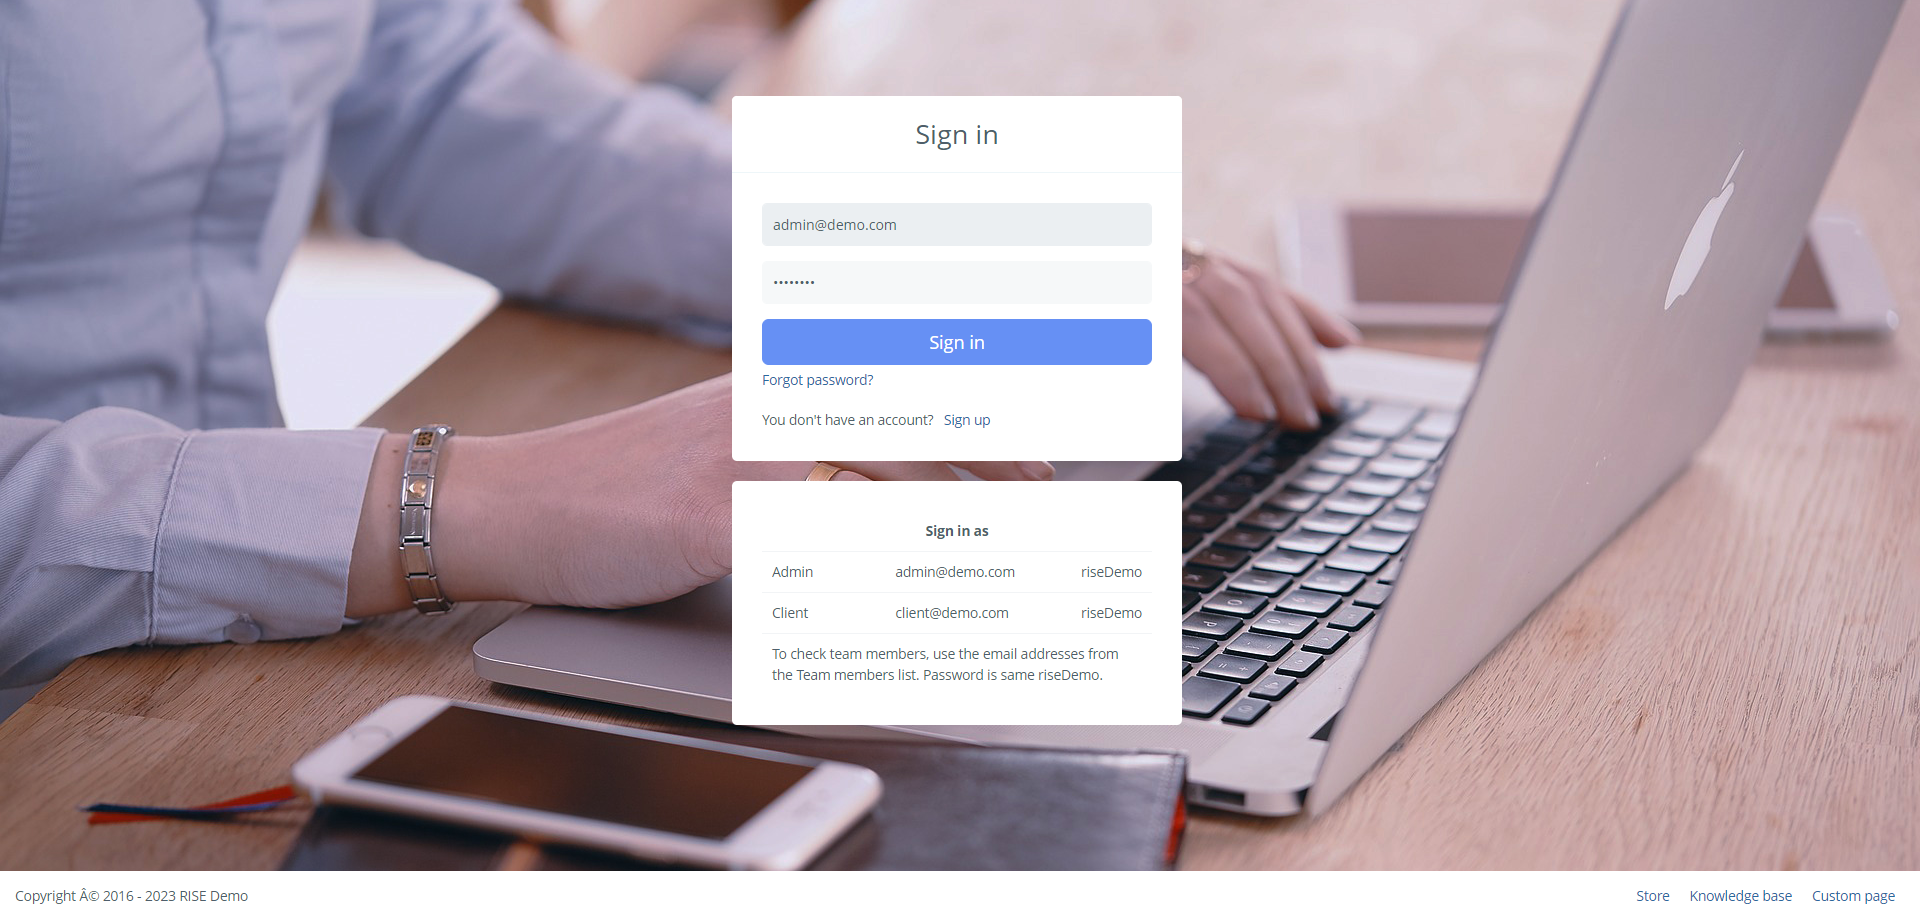 Sign in
admin@demo.com
••••••••
Sign in
Forgot password?
You don't have an account? Sign up
Sign in as
Admin admin@demo.com riseDemo
Client client@demo.com riseDemo
To check team members, use the email addresses from
the Team members list. Password is same riseDemo.
Copyright Â© 2016 - 2023 RISE Demo
Store Knowledge base Custom page